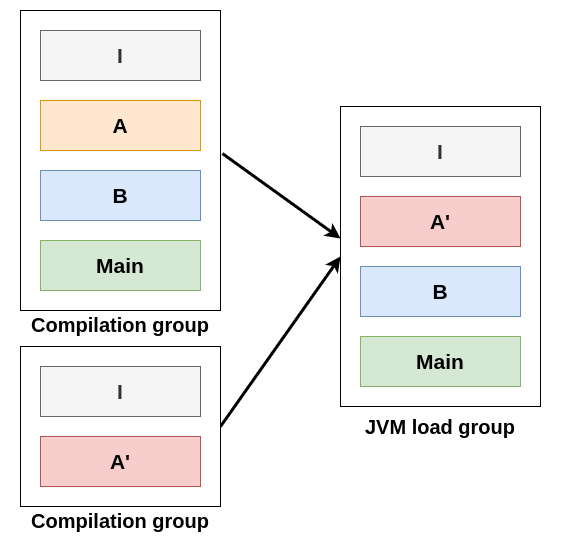 I
A
B
Main
Compilation group
I
A'
Compilation group
I
A'
B
Main
JVM load group